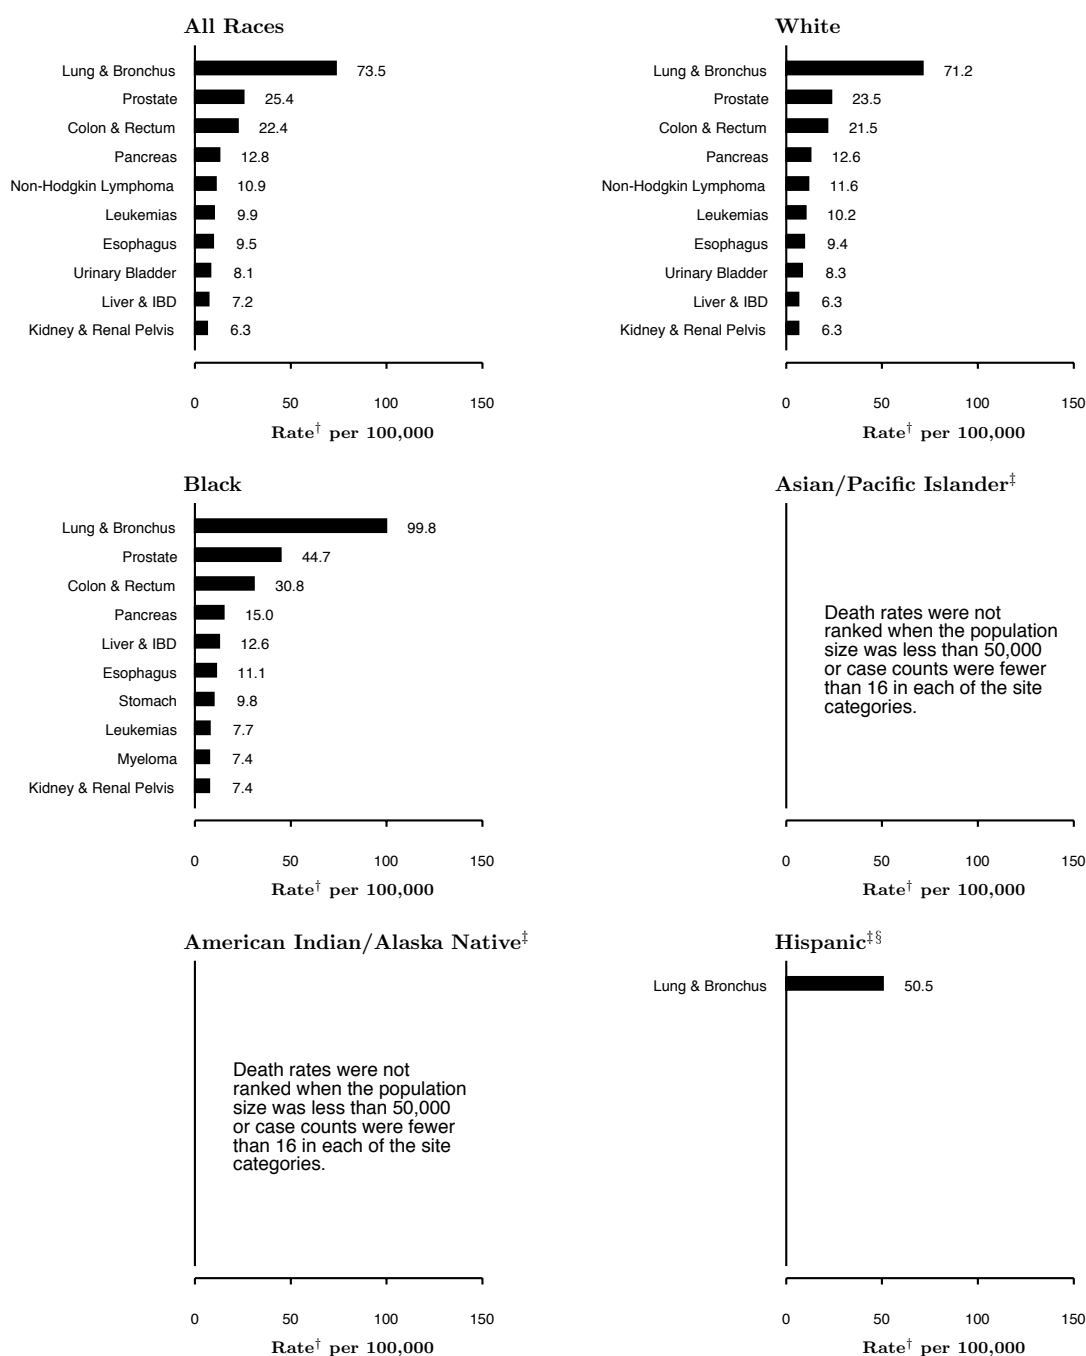 All Races
Lung & Bronchus 73.5
Prostate 25.4
Colon & Rectum 22.4
Pancreas 12.8
Non-Hodgkin Lymphoma 10.9
Leukemias 9.9
Esophagus 9.5
Urinary Bladder 8.1
Liver & IBD 7.2
Kidney & Renal Pelvis 6.3
0 50 100 150
Rate† per 100,000
White
Lung & Bronchus 71.2
Prostate 23.5
Colon & Rectum 21.5
Pancreas 12.6
Non-Hodgkin Lymphoma 11.6
Leukemias 10.2
Esophagus 9.4
Urinary Bladder 8.3
Liver & IBD 6.3
Kidney & Renal Pelvis 6.3
0 50 100 150
Rate† per 100,000
Black
Lung & Bronchus 99.8
Prostate 44.7
Colon & Rectum 30.8
Pancreas 15.0
Liver & IBD 12.6
Esophagus 11.1
Stomach 9.8
Leukemias 7.7
Myeloma 7.4
Kidney & Renal Pelvis 7.4
0 50 100 150
Rate† per 100,000
Asian/Pacific Islander‡
Death rates were not
ranked when the population
size was less than 50,000
or case counts were fewer
than 16 in each of the site
categories.
0 50 100 150
Rate† per 100,000
American Indian/Alaska Native‡
Death rates were not
ranked when the population
size was less than 50,000
or case counts were fewer
than 16 in each of the site
categories.
0 50 100 150
Rate† per 100,000
Hispanic‡§
Lung & Bronchus 50.5
0 50 100 150
Rate† per 100,000